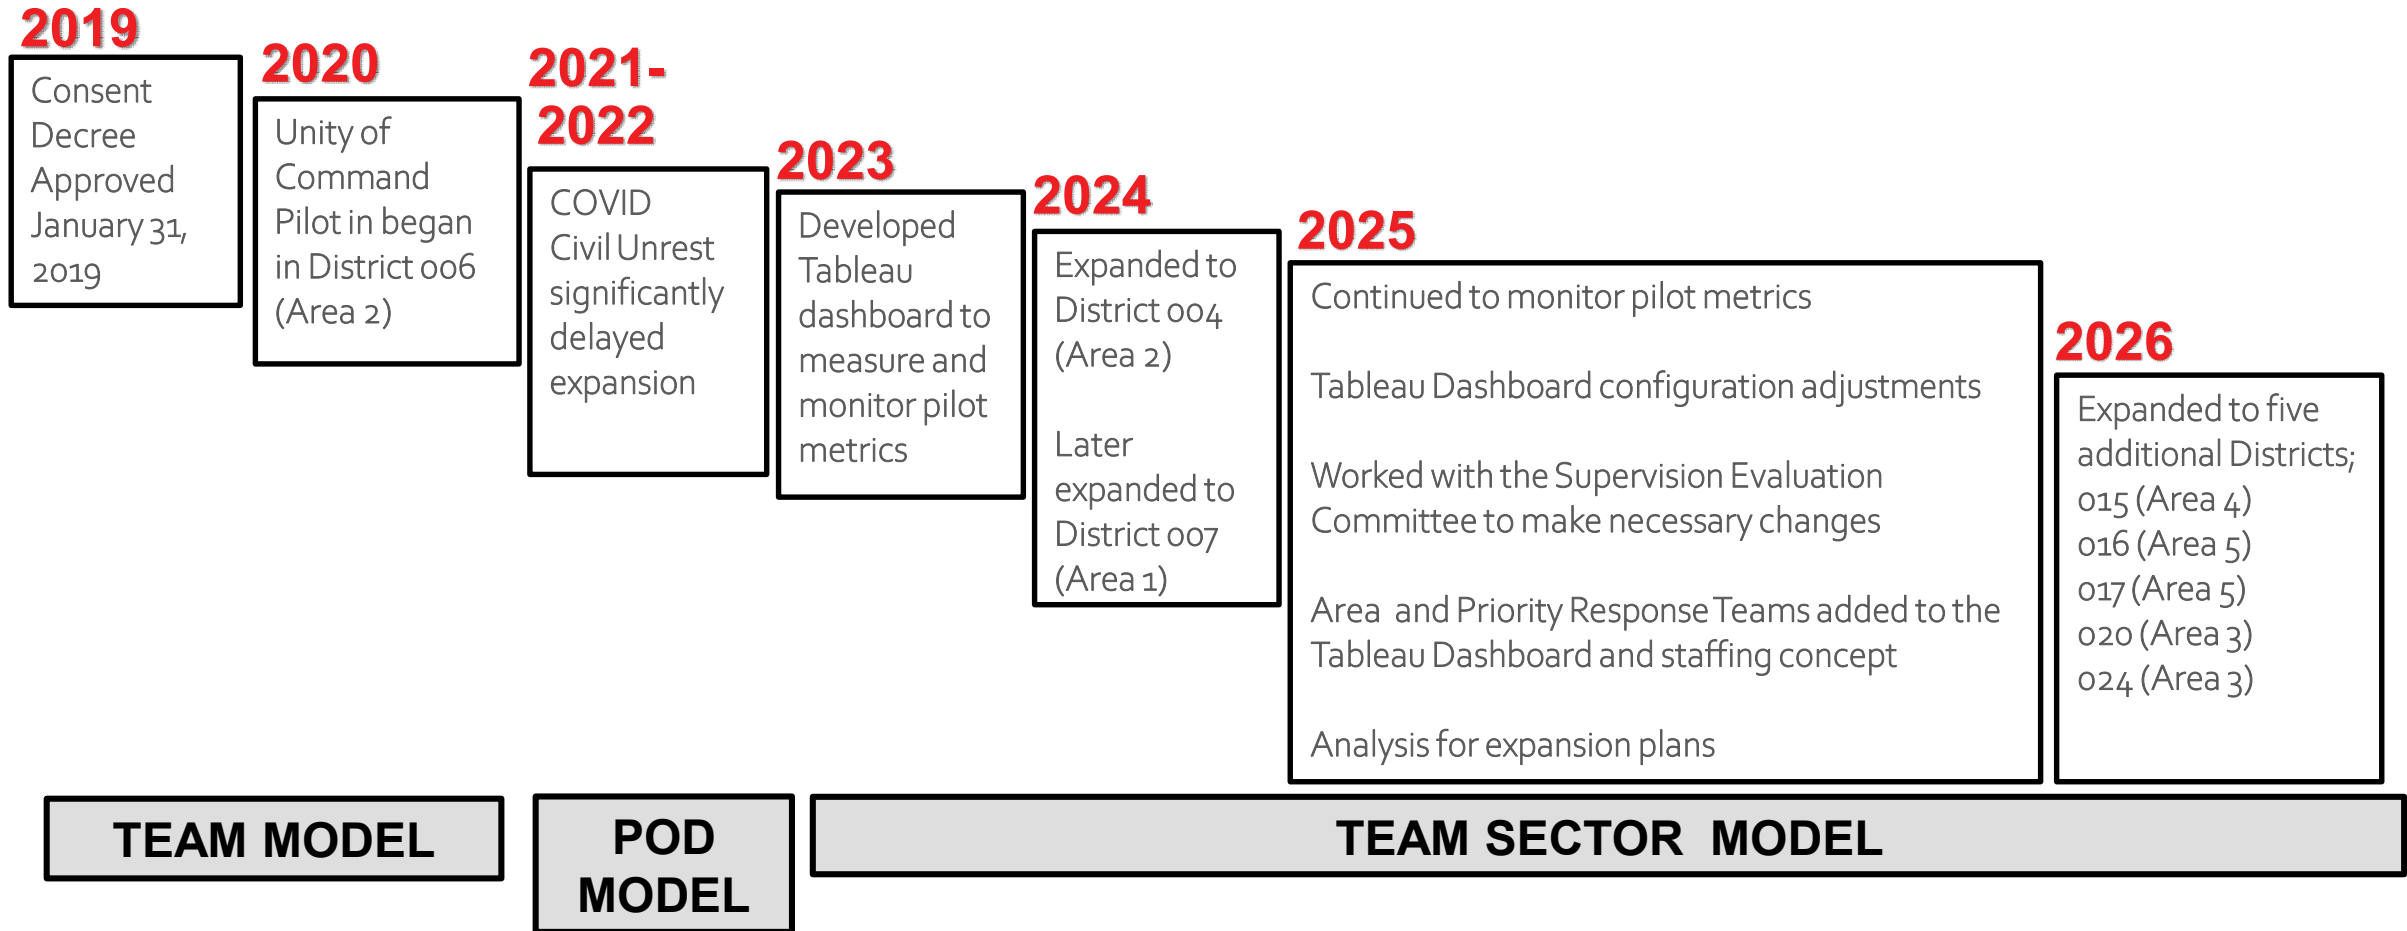 2019
Consent
Decree
Approved
January 31,
2019
2020
Unity of
Command
Pilot in began
in District 006
(Area 2)
2021-
2022
COVID
Civil Unrest
significantly
delayed
expansion
2023
Developed
Tableau
dashboard to
measure and
monitor pilot
metrics
2024
Expanded to
District 004
(Area 2)
Later
expanded to
District 007
(Area 1)
2025
Continued to monitor pilot metrics
Tableau Dashboard configuration adjustments
Worked with the Supervision Evaluation
Committee to make necessary changes
Area  and Priority Response Teams added to the
Tableau Dashboard and staffing concept
Analysis for expansion plans
2026
Expanded to five
additional Districts;
015 (Area 4)
016 (Area 5)
017 (Area 5)
020 (Area 3)
024 (Area 3)
TEAM MODEL
POD
MODEL
TEAM SECTOR  MODEL